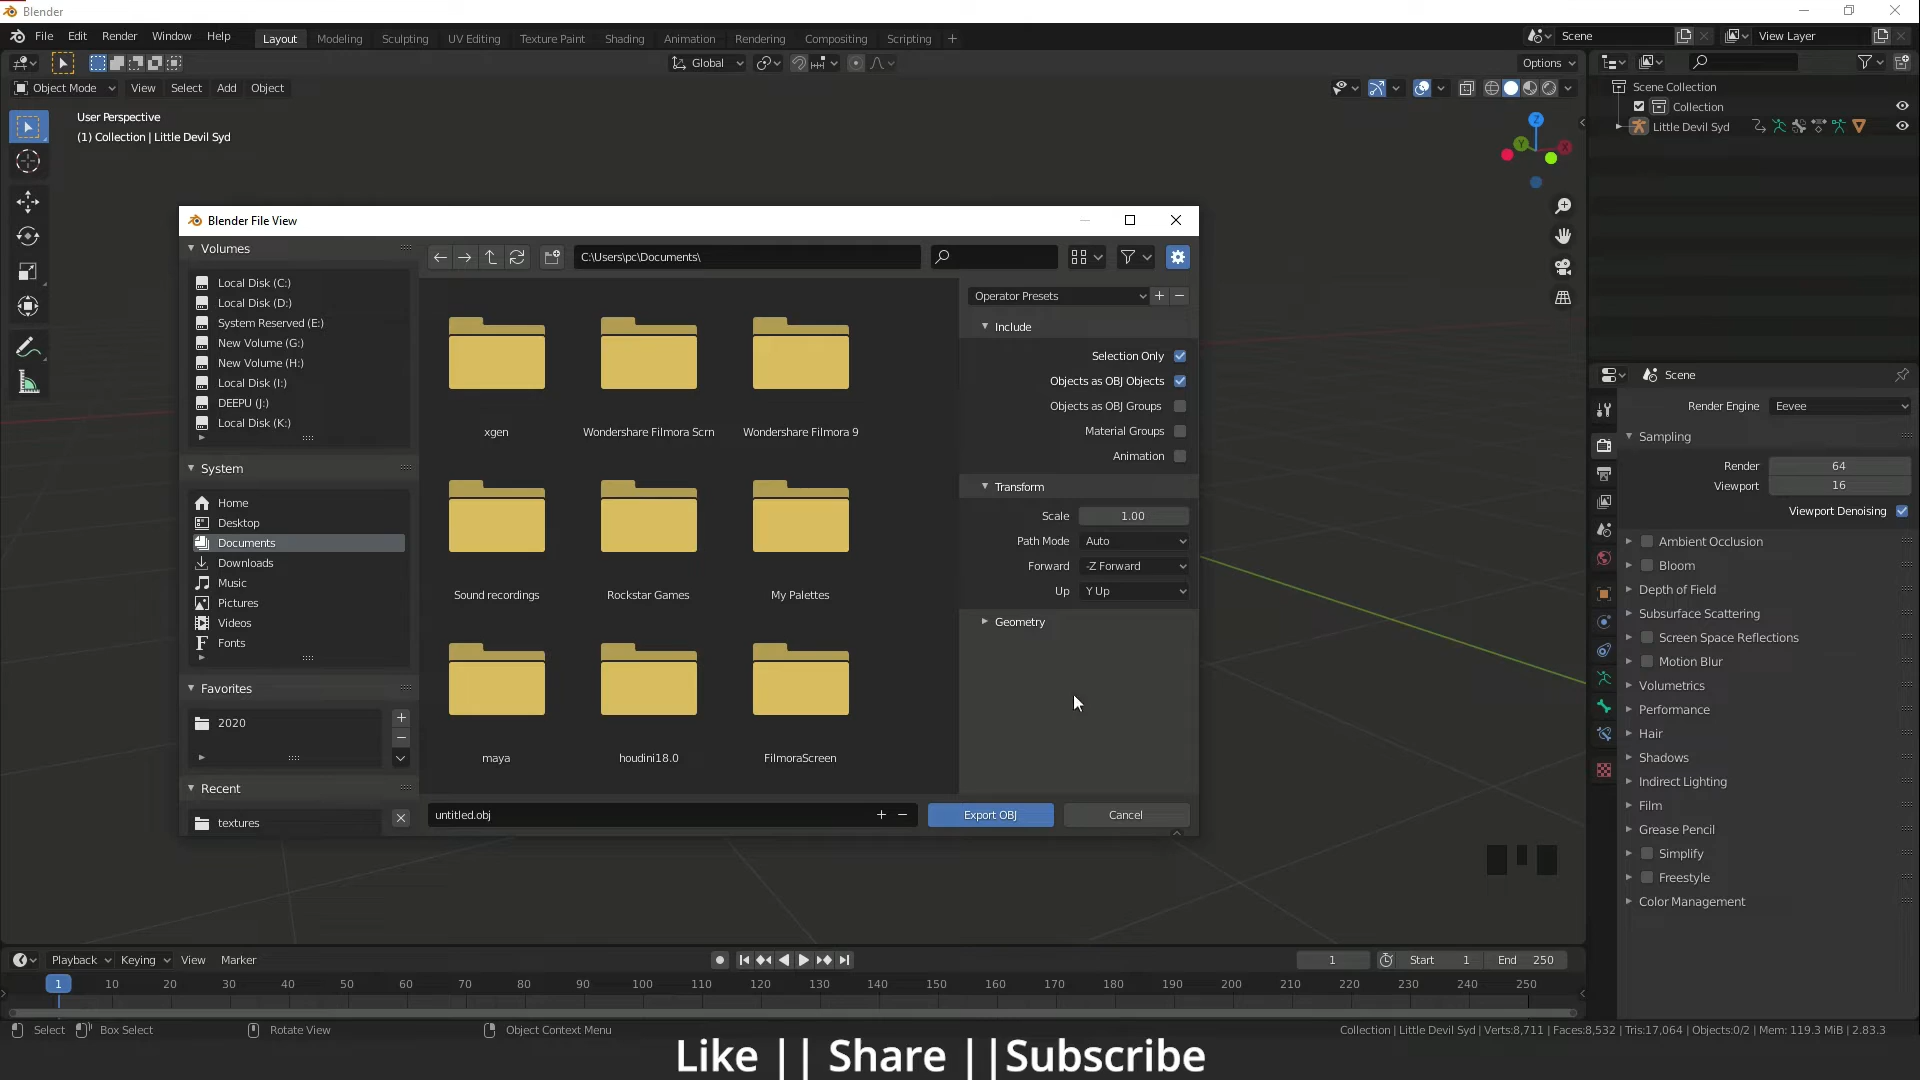 Blender
File Edit Render Window Help Layout Modeling Sculpting UV Editing Texture Paint Shading Animation Rendering Compositing Scripting + Scene View Layer
Global Options
Object Mode View Select Add Object
User Perspective
(1) Collection | Little Devil Syd
Z
Y X
Scene Collection
Collection
Little Devil Syd
Blender File View
Volumes
C:\Users\pc\Documents\
Local Disk (C:)
Local Disk (D:)
System Reserved (E:)
New Volume (G:)
New Volume (H:)
Local Disk (I:)
DEEPU (J:)
Local Disk (K:)
System
Home
Desktop
Documents
Downloads
Music
Pictures
Videos
Fonts
Favorites
2020
Recent
textures
xgen Wondershare Filmora Scrn Wondershare Filmora 9
Sound recordings Rockstar Games My Palettes
maya houdini18.0 FilmoraScreen
untitled.obj + − Export OBJ Cancel
Operator Presets + −
Include
Selection Only
Objects as OBJ Objects
Objects as OBJ Groups
Material Groups
Animation
Transform
Scale 1.00
Path Mode Auto
Forward -Z Forward
Up Y Up
Geometry
Scene
Render Engine Eevee
Sampling
Render 64
Viewport 16
Viewport Denoising
Ambient Occlusion
Bloom
Depth of Field
Subsurface Scattering
Screen Space Reflections
Motion Blur
Volumetrics
Performance
Hair
Shadows
Indirect Lighting
Film
Grease Pencil
Simplify
Freestyle
Color Management
Playback Keying View Marker 1 Start 1 End 250
1 10 20 30 40 50 60 70 80 90 100 110 120 130 140 150 160 170 180 190 200 210 220 230 240 250
Select Box Select Rotate View Object Context Menu Collection | Little Devil Syd | Verts:8,711 | Faces:8,532 | Tris:17,064 | Objects:0/2 | Mem: 119.3 MiB | 2.83.3
Like || Share ||Subscribe